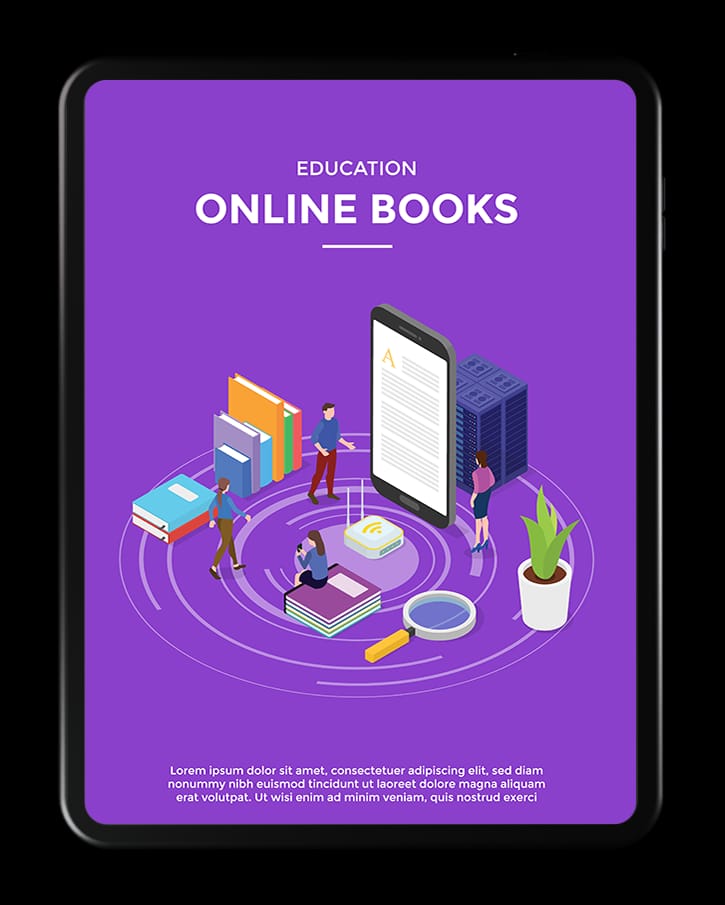 EDUCATION
ONLINE BOOKS
A
Lorem ipsum dolor sit amet, consectetuer adipiscing elit, sed diam
nonummy nibh euismod tincidunt ut laoreet dolore magna aliquam
erat volutpat. Ut wisi enim ad minim veniam, quis nostrud exerci